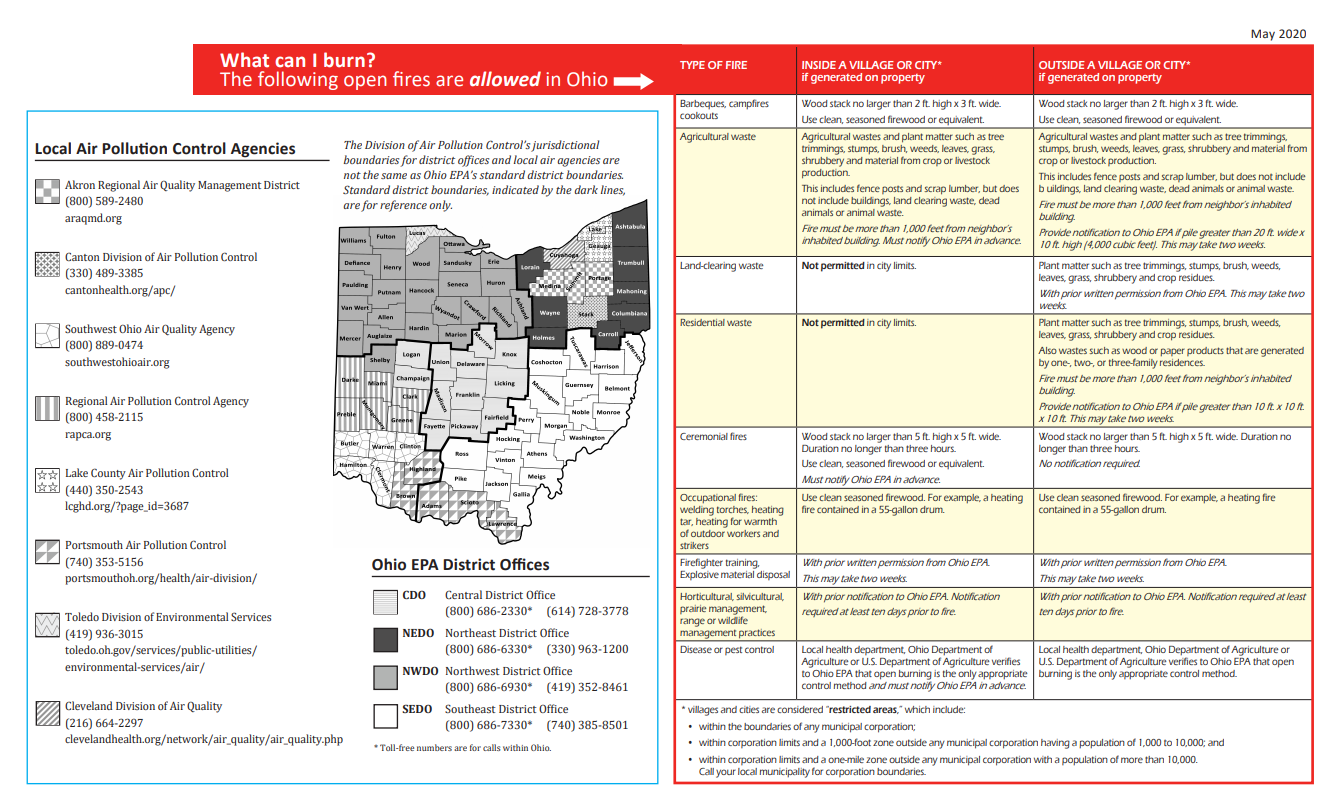 May 2020
What can I burn?
The following open fires are allowed in Ohio
Local Air Pollution Control Agencies
Akron Regional Air Quality Management District
(800) 589-2480
araqmd.org
Canton Division of Air Pollution Control
(330) 489-3385
cantonhealth.org/apc/
Southwest Ohio Air Quality Agency
(800) 889-0474
southwestohioair.org
Regional Air Pollution Control Agency
(800) 458-2115
rapca.org
Lake County Air Pollution Control
(440) 350-2543
lcghd.org/?page_id=3687
Portsmouth Air Pollution Control
(740) 353-5156
portsmouthoh.org/health/air-division/
Toledo Division of Environmental Services
(419) 936-3015
toledo.oh.gov/services/public-utilities/
environmental-services/air/
Cleveland Division of Air Quality
(216) 664-2297
clevelandhealth.org/network/air_quality/air_quality.php
The Division of Air Pollution Control's jurisdictional
boundaries for district offices and local air agencies are
not the same as Ohio EPA's standard district boundaries.
Standard district boundaries, indicated by the dark lines,
are for reference only.
Williams
Fulton
Lucas
Ottawa
Lake
Ashtabula
Geauga
Defiance
Henry
Wood
Sandusky
Erie
Lorain
Cuyahoga
Trumbull
Paulding
Putnam
Hancock
Seneca
Huron
Medina
Summit
Portage
Mahoning
Van Wert
Allen
Wyandot
Crawford
Richland
Ashland
Wayne
Stark
Columbiana
Mercer
Auglaize
Hardin
Marion
Morrow
Holmes
Carroll
Jefferson
Shelby
Logan
Union
Delaware
Knox
Coshocton
Tuscarawas
Harrison
Darke
Miami
Champaign
Clark
Madison
Franklin
Licking
Muskingum
Guernsey
Belmont
Preble
Montgomery
Greene
Fayette
Pickaway
Fairfield
Perry
Morgan
Noble
Monroe
Washington
Butler
Warren
Clinton
Ross
Hocking
Athens
Hamilton
Clermont
Highland
Vinton
Meigs
Brown
Adams
Pike
Scioto
Jackson
Gallia
Lawrence
Ohio EPA District Offices
CDO Central District Office
(800) 686-2330* (614) 728-3778
NEDO Northeast District Office
(800) 686-6330* (330) 963-1200
NWDO Northwest District Office
(800) 686-6930* (419) 352-8461
SEDO Southeast District Office
(800) 686-7330* (740) 385-8501
* Toll-free numbers are for calls within Ohio.
TYPE OF FIRE
INSIDE A VILLAGE OR CITY*
if generated on property
OUTSIDE A VILLAGE OR CITY*
if generated on property
Barbeques, campfires
cookouts
Wood stack no larger than 2 ft. high x 3 ft. wide.
Use clean, seasoned firewood or equivalent.
Wood stack no larger than 2 ft. high x 3 ft. wide.
Use clean, seasoned firewood or equivalent.
Agricultural waste
Agricultural wastes and plant matter such as tree
trimmings, stumps, brush, weeds, leaves, grass,
shrubbery and material from crop or livestock
production.
This includes fence posts and scrap lumber, but does
not include buildings, land clearing waste, dead
animals or animal waste.
Fire must be more than 1,000 feet from neighbor's
inhabited building. Must notify Ohio EPA in advance.
Agricultural wastes and plant matter such as tree trimmings,
stumps, brush, weeds, leaves, grass, shrubbery and material from
crop or livestock production.
This includes fence posts and scrap lumber, but does not include
b uildings, land clearing waste, dead animals or animal waste.
Fire must be more than 1,000 feet from neighbor's inhabited
building.
Provide notification to Ohio EPA if pile greater than 20 ft. wide x
10 ft. high (4,000 cubic feet). This may take two weeks.
Land-clearing waste
Not permitted in city limits.
Plant matter such as tree trimmings, stumps, brush, weeds,
leaves, grass, shrubbery and crop residues.
With prior written permission from Ohio EPA. This may take two
weeks.
Residential waste
Not permitted in city limits.
Plant matter such as tree trimmings, stumps, brush, weeds,
leaves, grass, shrubbery and crop residues.
Also wastes such as wood or paper products that are generated
by one-, two-, or three-family residences.
Fire must be more than 1,000 feet from neighbor's inhabited
building.
Provide notification to Ohio EPA if pile greater than 10 ft. x 10 ft.
x 10 ft. This may take two weeks.
Ceremonial fires
Wood stack no larger than 5 ft. high x 5 ft. wide.
Duration no longer than three hours.
Use clean, seasoned firewood or equivalent.
Must notify Ohio EPA in advance.
Wood stack no larger than 5 ft. high x 5 ft. wide. Duration no
longer than three hours.
No notification required.
Occupational fires:
welding torches, heating
tar, heating for warmth
of outdoor workers and
strikers
Use clean seasoned firewood. For example, a heating
fire contained in a 55-gallon drum.
Use clean seasoned firewood. For example, a heating fire
contained in a 55-gallon drum.
Firefighter training,
Explosive material disposal
With prior written permission from Ohio EPA.
This may take two weeks.
With prior written permission from Ohio EPA.
This may take two weeks.
Horticultural, silvicultural,
prairie management,
range or wildlife
management practices
With prior notification to Ohio EPA. Notification
required at least ten days prior to fire.
With prior notification to Ohio EPA. Notification required at least
ten days prior to fire.
Disease or pest control
Local health department, Ohio Department of
Agriculture or U.S. Department of Agriculture verifies
to Ohio EPA that open burning is the only appropriate
control method and must notify Ohio EPA in advance.
Local health department, Ohio Department of Agriculture or
U.S. Department of Agriculture verifies to Ohio EPA that open
burning is the only appropriate control method.
* villages and cities are considered "restricted areas," which include:
• within the boundaries of any municipal corporation;
• within corporation limits and a 1,000-foot zone outside any municipal corporation having a population of 1,000 to 10,000; and
• within corporation limits and a one-mile zone outside any municipal corporation with a population of more than 10,000.
Call your local municipality for corporation boundaries.